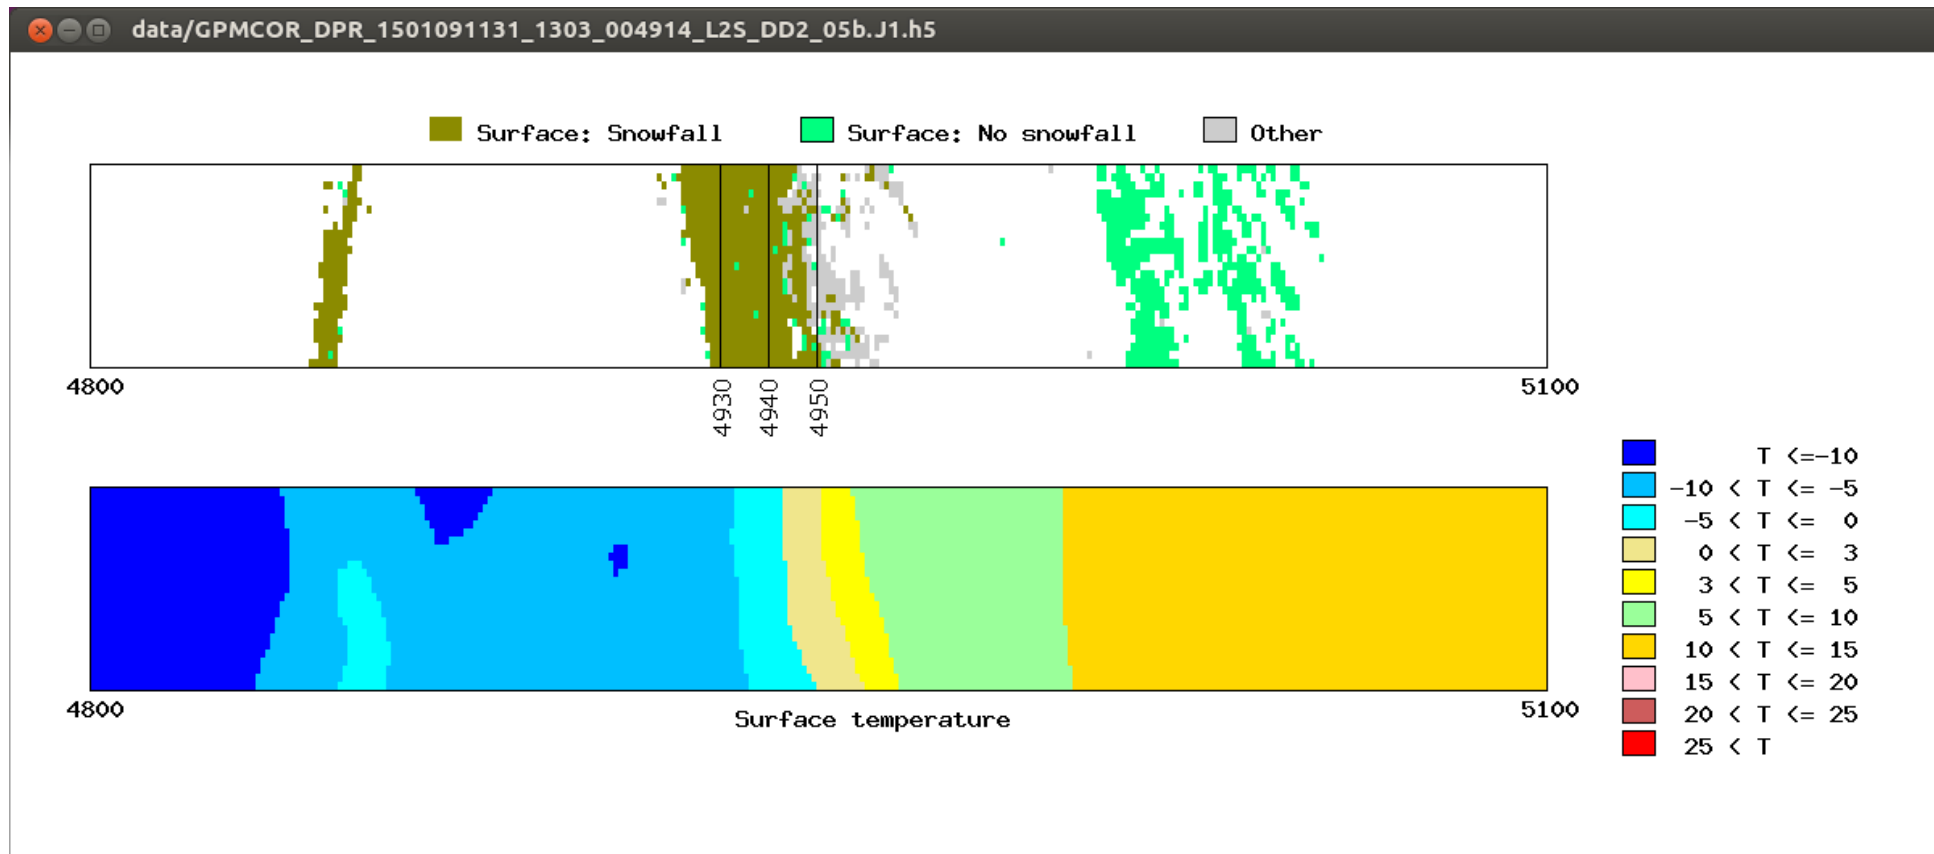 data/GPMCOR_DPR_1501091131_1303_004914_L2S_DD2_05b.J1.h5
Surface: Snowfall
Surface: No snowfall
Other
4800
5100
4930
4940
4950
T <=-10
-10 < T <= -5
-5 < T <= 0
0 < T <= 3
3 < T <= 5
5 < T <= 10
10 < T <= 15
15 < T <= 20
20 < T <= 25
25 < T
4800
Surface temperature
5100